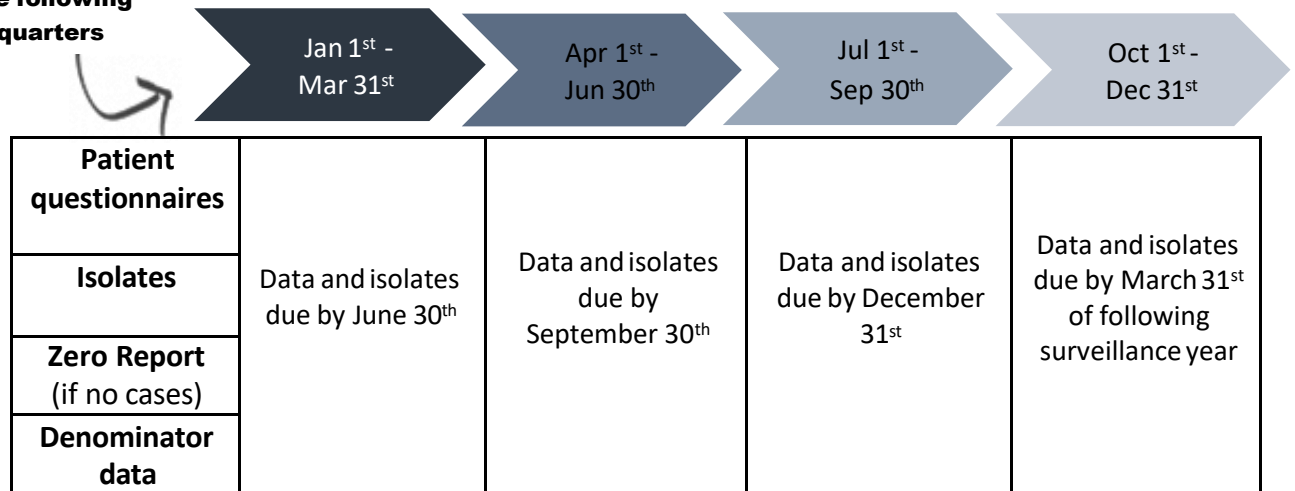 following
quarters
Jan 1st -
Mar 31st
Apr 1st -
Jun 30th
Jul 1st -
Sep 30th
Oct 1st -
Dec 31st
Patient
questionnaires
Isolates
Zero Report
(if no cases)
Denominator
data
Data and isolates
due by June 30th
Data and isolates
due by
September 30th
Data and isolates
due by December
31st
Data and isolates
due by March 31st
of following
surveillance year